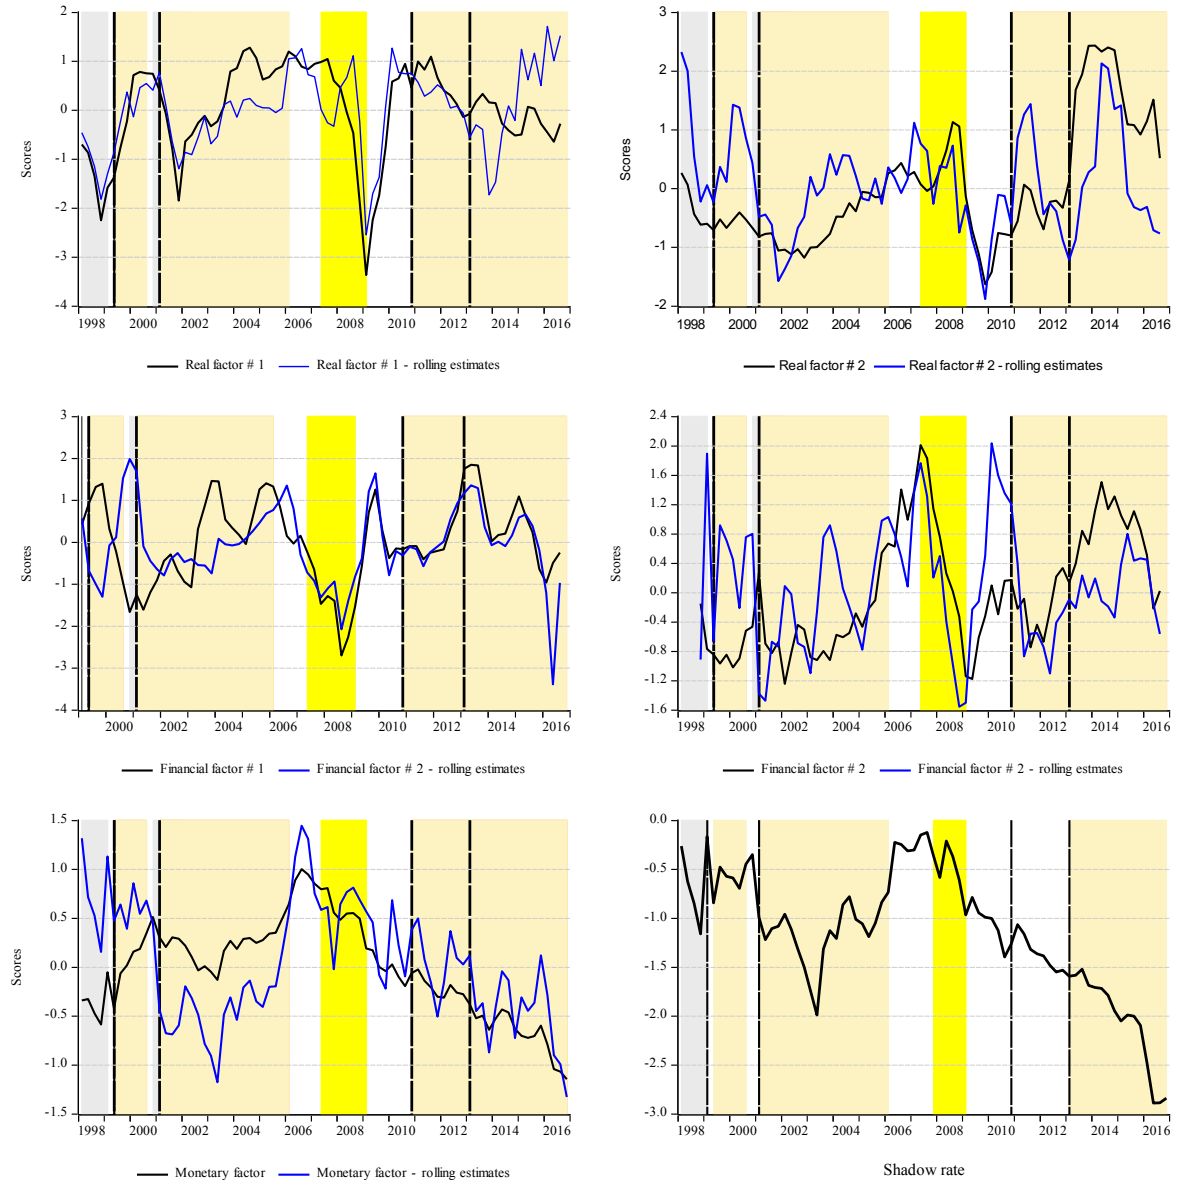 2
1
0
-1
-2
-3
-4
Scores
1998 2000 2002 2004 2006 2008 2010 2012 2014 2016
Real factor # 1 Real factor # 1 - rolling estimates
3
2
1
0
-1
-2
Scores
1998 2000 2002 2004 2006 2008 2010 2012 2014 2016
Real factor # 2 Real factor # 2 - rolling estimates
3
2
1
0
-1
-2
-3
-4
Scores
2000 2002 2004 2006 2008 2010 2012 2014 2016
Financial factor # 1 Financial factor # 2 - rolling estimates
2.4
2.0
1.6
1.2
0.8
0.4
0.0
-0.4
-0.8
-1.2
-1.6
Scores
1998 2000 2002 2004 2006 2008 2010 2012 2014 2016
Financial factor # 2 Financial factor # 2 - rolling estmates
1.5
1.0
0.5
0.0
-0.5
-1.0
-1.5
Scores
1998 2000 2002 2004 2006 2008 2010 2012 2014 2016
Monetary factor Monetary factor - rolling estimates
0.0
-0.5
-1.0
-1.5
-2.0
-2.5
-3.0
1998 2000 2002 2004 2006 2008 2010 2012 2014 2016
Shadow rate